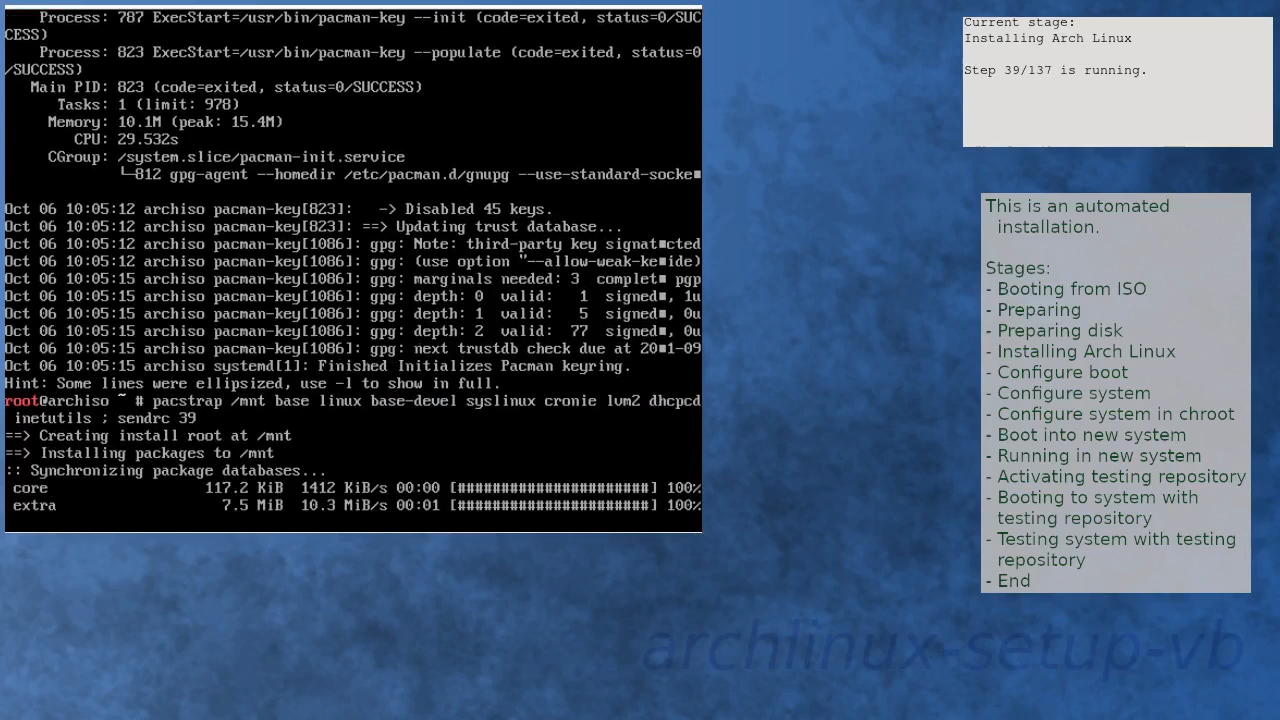 Process: 787 ExecStart=/usr/bin/pacman-key --init (code=exited, status=0/SUC
CESS)
   Process: 823 ExecStart=/usr/bin/pacman-key --populate (code=exited, status=0
/SUCCESS)
  Main PID: 823 (code=exited, status=0/SUCCESS)
     Tasks: 1 (limit: 978)
    Memory: 10.1M (peak: 15.4M)
       CPU: 29.532s
    CGroup: /system.slice/pacman-init.service
            └─812 gpg-agent --homedir /etc/pacman.d/gnupg --use-standard-socke■
Oct 06 10:05:12 archiso pacman-key[823]:   -> Disabled 45 keys.
Oct 06 10:05:12 archiso pacman-key[823]: ==> Updating trust database...
Oct 06 10:05:15 archiso pacman-key[1086]: gpg: Note: third-party key signat■cted
Oct 06 10:05:15 archiso pacman-key[1086]: gpg: (use option "--allow-weak-ke■ide)
Oct 06 10:05:15 archiso pacman-key[1086]: gpg: marginals needed: 3  complet■ pgp
Oct 06 10:05:15 archiso pacman-key[1086]: gpg: depth: 0  valid:   1  signed■, 1u
Oct 06 10:05:15 archiso pacman-key[1086]: gpg: depth: 1  valid:   5  signed■, 0u
Oct 06 10:05:15 archiso pacman-key[1086]: gpg: depth: 2  valid:  77  signed■, 0u
Oct 06 10:05:15 archiso pacman-key[1086]: gpg: next trustdb check due at 20■1-09
Oct 06 10:05:15 archiso systemd[1]: Finished Initializes Pacman keyring.
Hint: Some lines were ellipsized, use -l to show in full.
root@archiso ~ # pacstrap /mnt base linux base-devel syslinux cronie lvm2 dhcpcd
 inetutils ; sendrc 39
==> Creating install root at /mnt
==> Installing packages to /mnt
:: Synchronizing package databases...
 core                  117.2 KiB  1412 KiB/s 00:00 [######################] 100%
 extra                   7.5 MiB  10.3 MiB/s 00:01 [######################] 100%
Current stage:
Installing Arch Linux
Step 39/137 is running.
This is an automated
installation.
Stages:
- Booting from ISO
- Preparing
- Preparing disk
- Installing Arch Linux
- Configure boot
- Configure system
- Configure system in chroot
- Boot into new system
- Running in new system
- Activating testing repository
- Booting to system with
testing repository
- Testing system with testing
repository
- End
archlinux-setup-vb